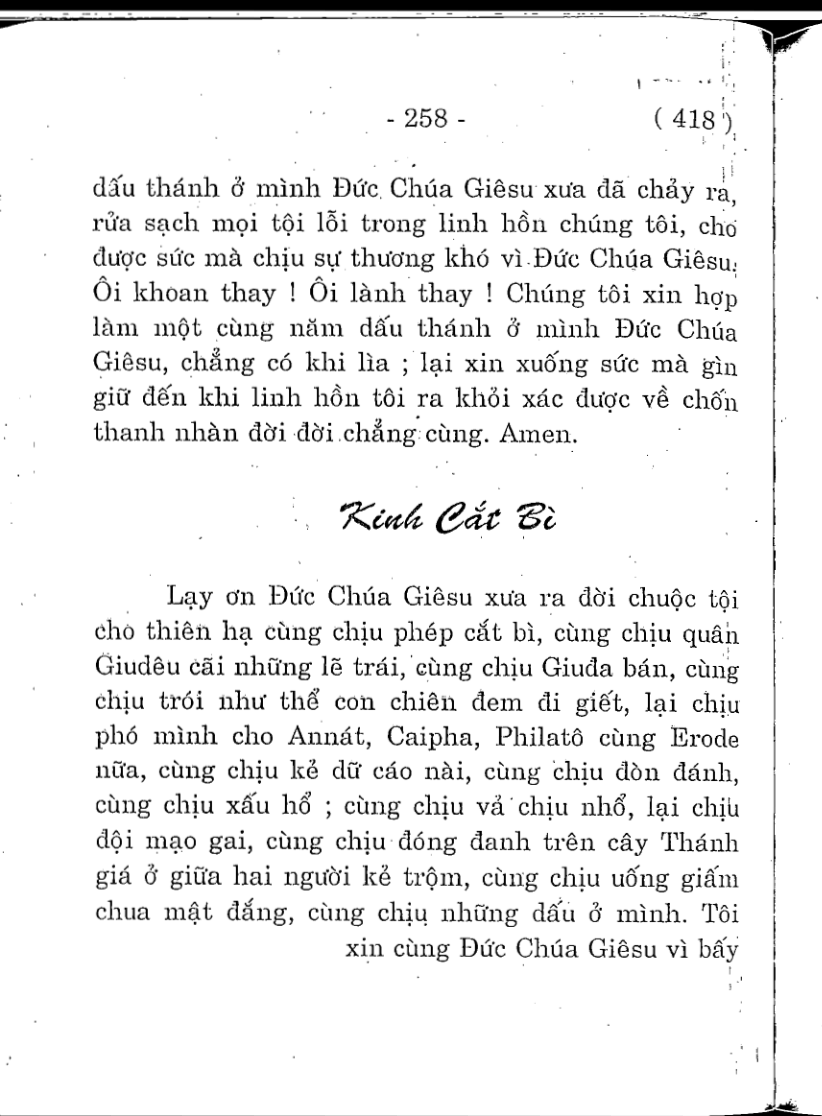 - 258 - ( 418 )
dấu thánh ở mình Đức Chúa Giêsu xưa đã chảy ra,
rửa sạch mọi tội lỗi trong linh hồn chúng tôi, cho
được sức mà chịu sự thương khó vì Đức Chúa Giêsu.
Ôi khoan thay ! Ôi lành thay ! Chúng tôi xin hợp
làm một cùng năm dấu thánh ở mình Đức Chúa
Giêsu, chẳng có khi lìa ; lại xin xuống sức mà gìn
giữ đến khi linh hồn tôi ra khỏi xác được về chốn
thanh nhàn đời đời chẳng cùng. Amen.
Kinh Cắt Bì
Lạy ơn Đức Chúa Giêsu xưa ra đời chuộc tội
cho thiên hạ cùng chịu phép cắt bì, cùng chịu quân
Giudêu cãi những lẽ trái, cùng chịu Giuđa bán, cùng
chịu trói như thể con chiên đem đi giết, lại chịu
phó mình cho Annát, Caipha, Philatô cùng Erode
nữa, cùng chịu kẻ dữ cáo nài, cùng chịu đòn đánh,
cùng chịu xấu hổ ; cùng chịu vả chịu nhổ, lại chịu
đội mạo gai, cùng chịu đóng đanh trên cây Thánh
giá ở giữa hai người kẻ trộm, cùng chịu uống giấm
chua mật đắng, cùng chịu những dấu ở mình. Tôi
xin cùng Đức Chúa Giêsu vì bấy